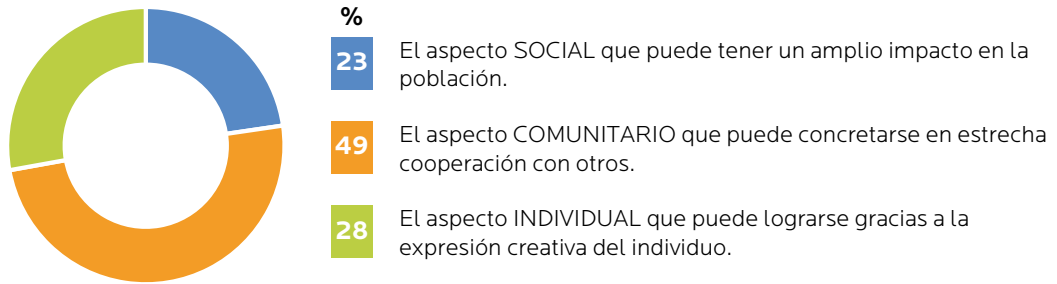 %
23
El aspecto SOCIAL que puede tener un amplio impacto en la
población.
49
El aspecto COMUNITARIO que puede concretarse en estrecha
cooperación con otros.
28
El aspecto INDIVIDUAL que puede lograrse gracias a la
expresión creativa del individuo.